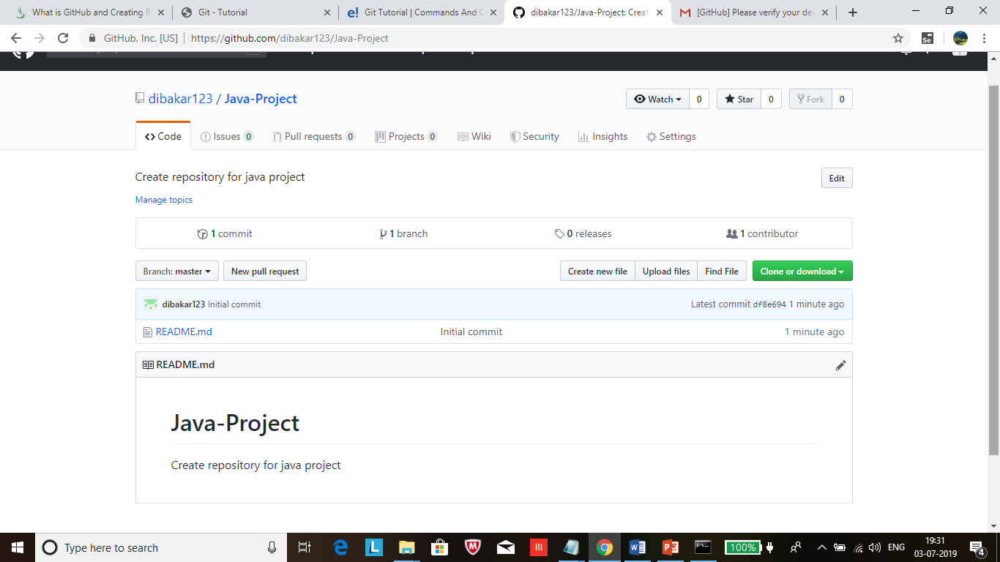 What is GitHub and Creating R
Git - Tutorial
Git Tutorial | Commands And C
dibakar123/Java-Project: Creat
[GitHub] Please verify your dev
GitHub, Inc. [US] | https://github.com/dibakar123/Java-Project
dibakar123 / Java-Project
Watch 0 Star 0 Fork 0
Code Issues 0 Pull requests 0 Projects 0 Wiki Security Insights Settings
Create repository for java project
Edit
Manage topics
1 commit 1 branch 0 releases 1 contributor
Branch: master New pull request Create new file Upload files Find File Clone or download
dibakar123 Initial commit Latest commit df8e694 1 minute ago
README.md Initial commit 1 minute ago
README.md
Java-Project
Create repository for java project
Type here to search
100%
ENG
19:31
03-07-2019
4